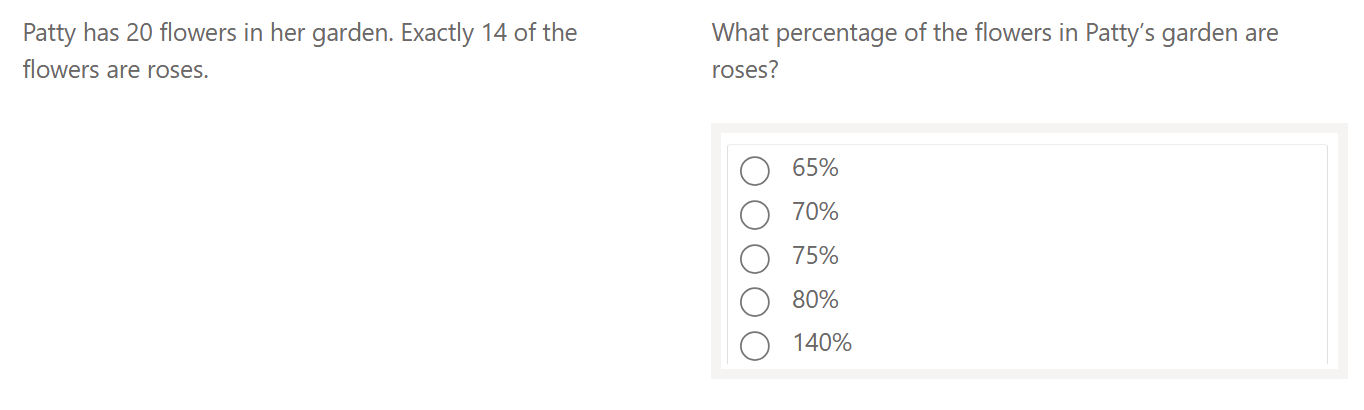 Patty has 20 flowers in her garden. Exactly 14 of the
flowers are roses.
What percentage of the flowers in Patty’s garden are
roses?
65%
70%
75%
80%
140%